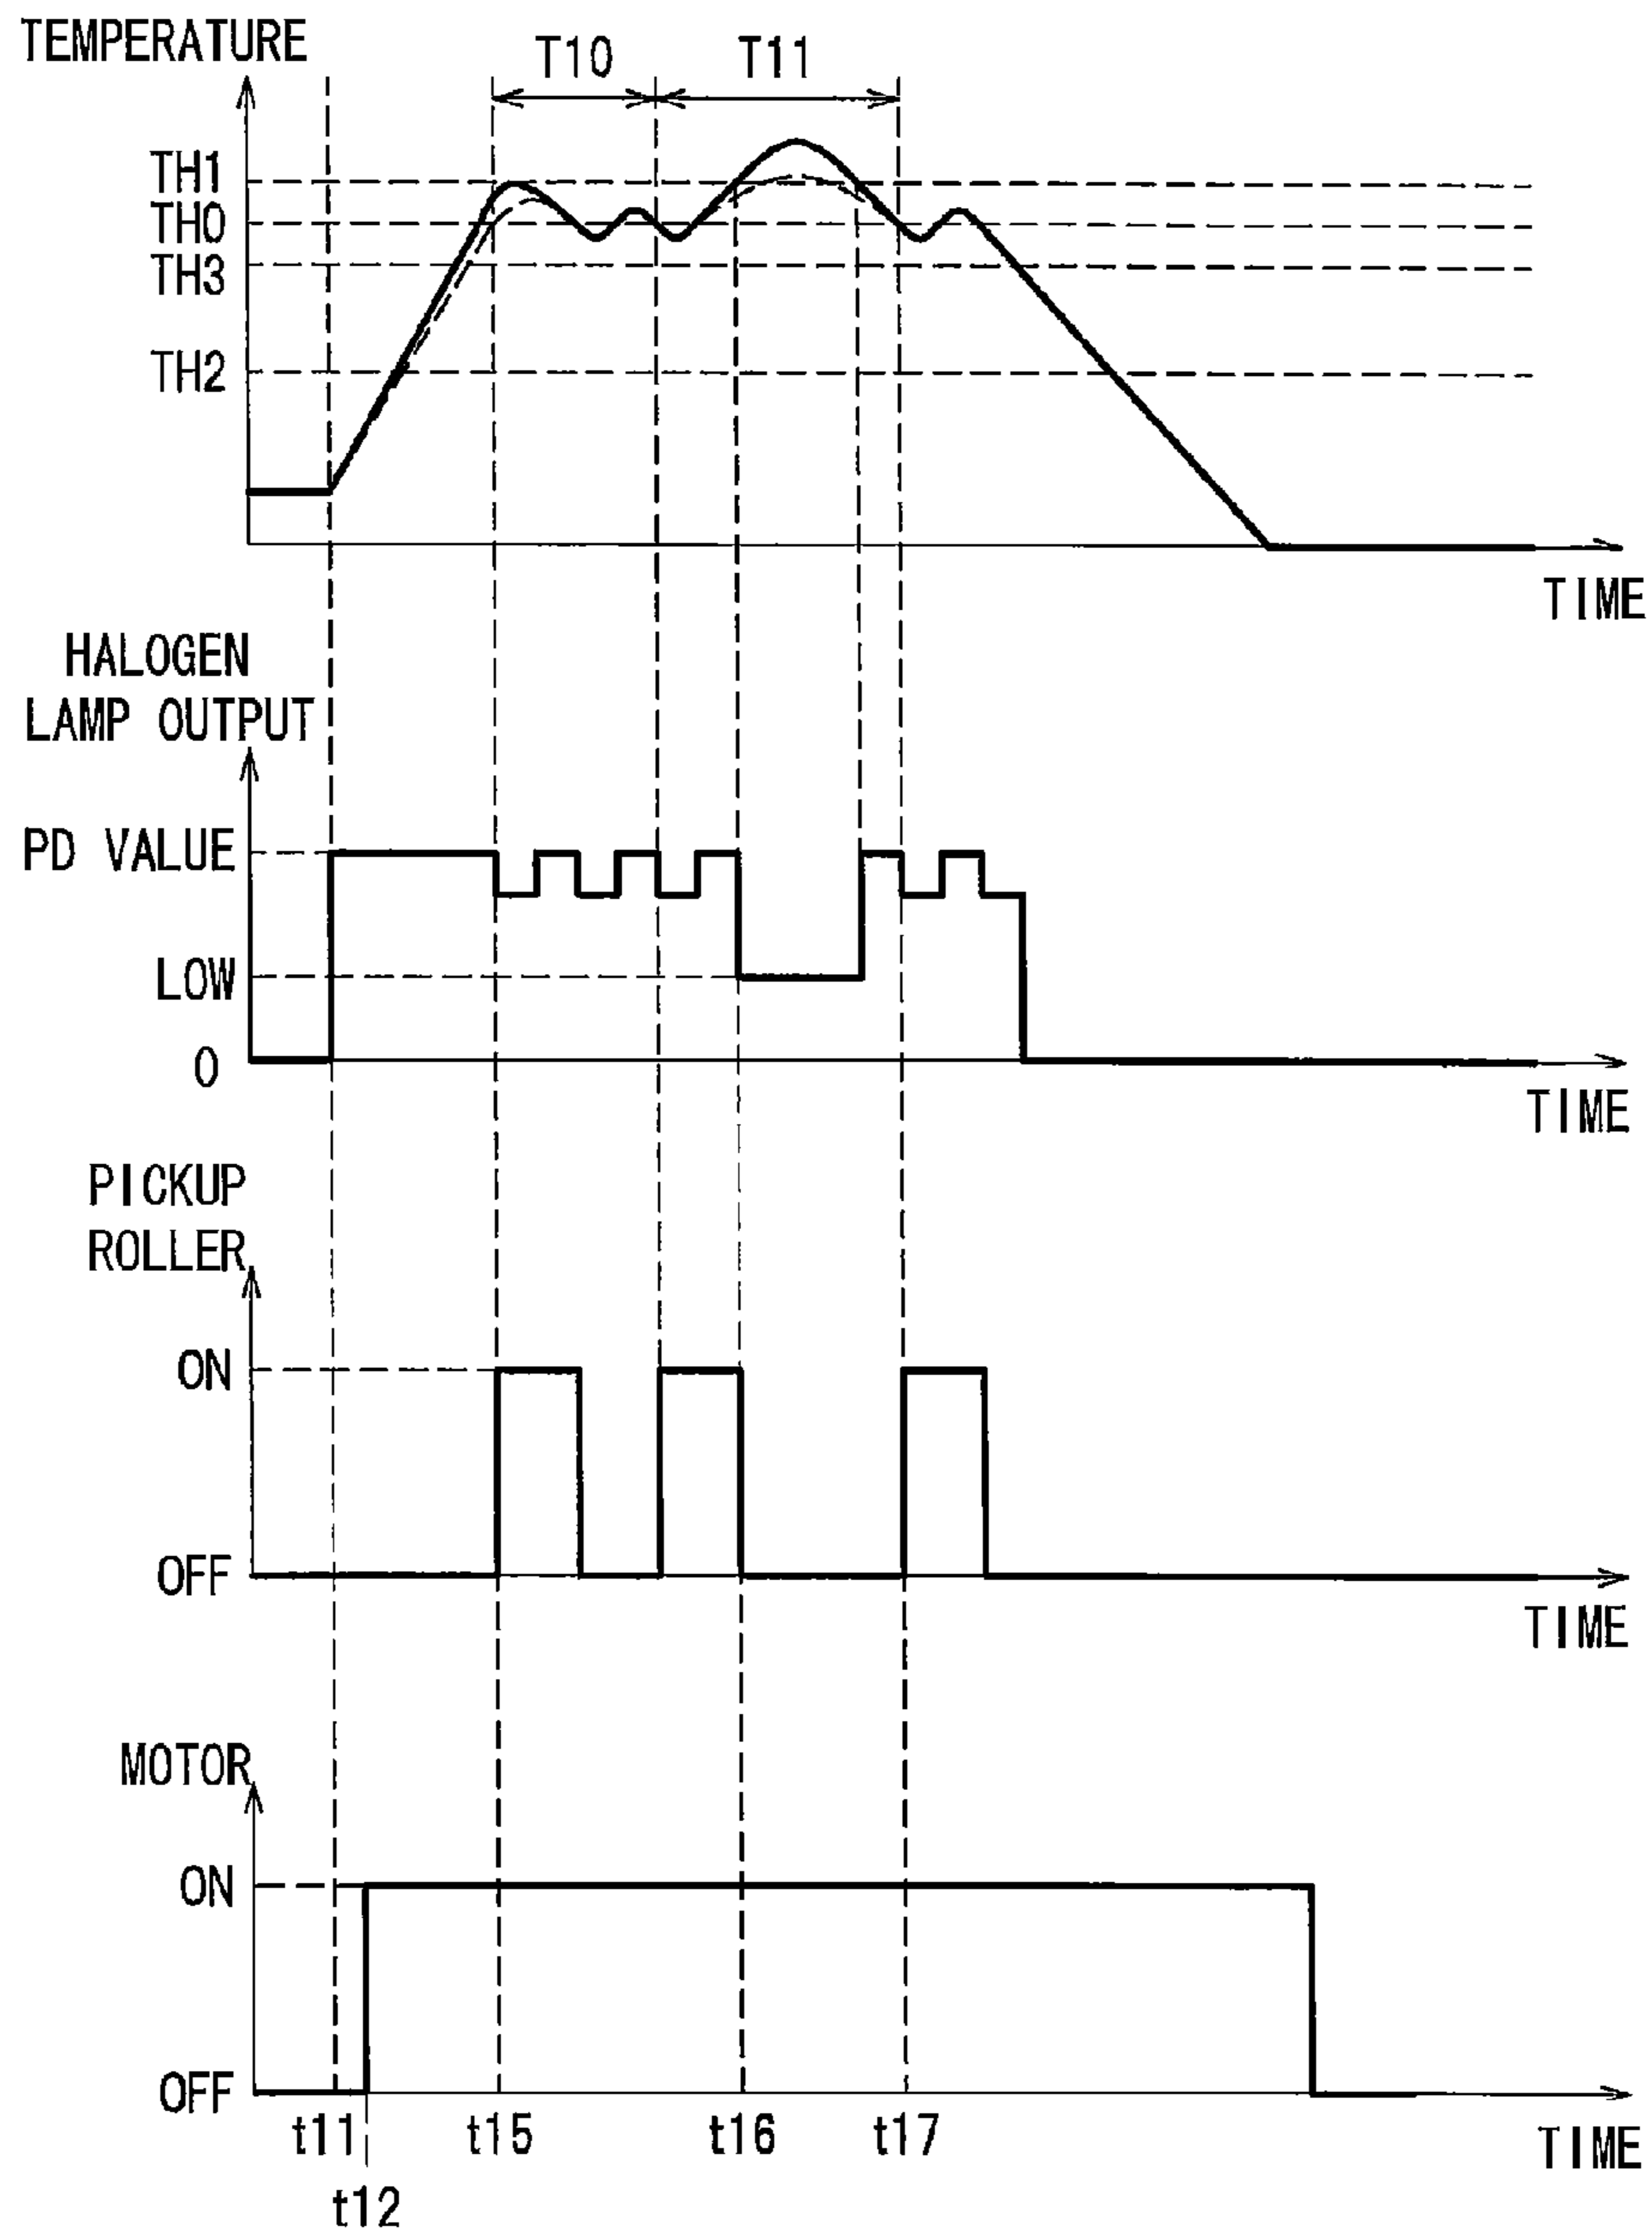 TEMPERATURE
T10
T11
TH1
TH0
TH3
TH2
TIME
HALOGEN
LAMP OUTPUT
PD VALUE
LOW
0
TIME
PICKUP
ROLLER
ON
OFF
TIME
MOTOR
ON
OFF
t11
t15
t16
t17
TIME
t12